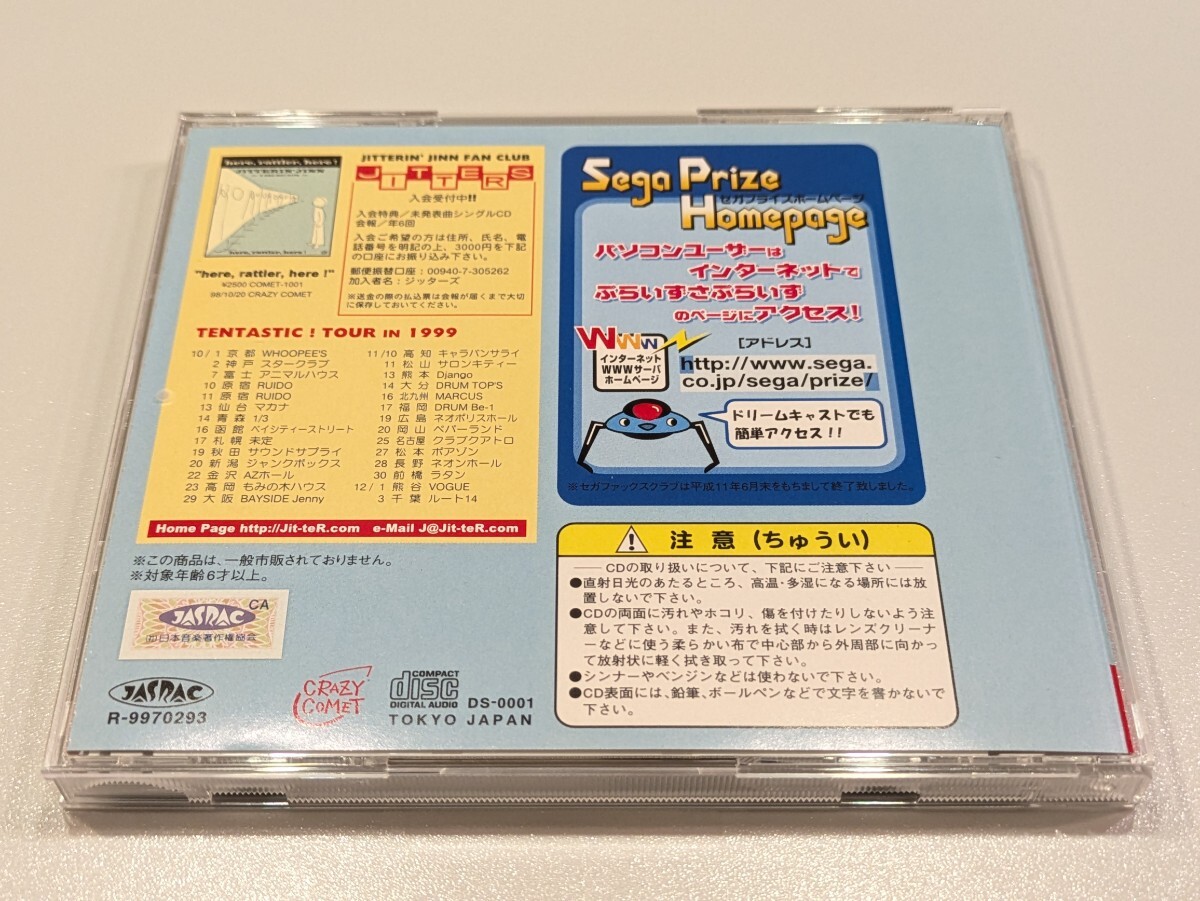 here, rattler, here !
JITTERIN'JINN
here, rattler, here !
"here, rattler, here !"
¥2500 COMET-1001
98/10/20 CRAZY COMET
JITTERIN' JINN FAN CLUB
JITTERS
入会受付中!!
入会特典/未発表曲シングルCD
会報/年6回
入会ご希望の方は住所、氏名、電
話番号を明記の上、3000円を下記
の口座にお振り込み下さい。
郵便振替口座：00940-7-305262
加入者名：ジッターズ
※送金の際の払込票は会報が届くまで大切
に保存しておいてください。
TENTASTIC ! TOUR IN 1999
10/ 1 京都 WHOOPEE'S
2 神戸 スタークラブ
7 富士 アニマルハウス
10 原宿 RUIDO
11 原宿 RUIDO
13 仙台 マカナ
14 青森 1/3
16 函館 ベイシティーストリート
17 札幌 未定
19 秋田 サウンドサプライ
20 新潟 ジャンクボックス
22 金沢 AZホール
23 高岡 もみの木ハウス
29 大阪 BAYSIDE Jenny
11/10 高知 キャラバンサライ
11 松山 サロンキティー
13 熊本 Django
14 大分 DRUM TOP'S
16 北九州 MARCUS
17 福岡 DRUM Be-1
19 広島 ネオポリスホール
20 岡山 ペパーランド
25 名古屋 クラブクアトロ
27 松本 ポアゾン
28 長野 ネオンホール
30 前橋 ラタン
12/ 1 熊谷 VOGUE
3 千葉 ルート14
Home Page http://Jit-teR.com e-Mail J@Jit-teR.com
※この商品は、一般市販されておりません。
※対象年齢6才以上。
CA
JASRAC
㈳日本音楽著作権協会
JASRAC
R-9970293
CRAZY
COMET
COMPACT
disc
DIGITAL AUDIO
DS-0001
TOKYO JAPAN
Sega Prize
Homepage
セガプライズホームページ
パソコンユーザーは
インターネットで
ぷらいずさぷらいず
のページにアクセス!
WWW
インターネット
WWWサーバ
ホームページ
[アドレス]
http://www.sega.
co.jp/sega/prize/
ドリームキャストでも
簡単アクセス!!
※セガファックスクラブは平成11年6月末をもちまして終了致しました。
注 意 (ちゅうい)
CDの取り扱いについて、下記にご注意下さい
●直射日光のあたるところ、高温・多湿になる場所には放
置しないで下さい。
●CDの両面に汚れやホコリ、傷を付けたりしないよう注
意して下さい。また、汚れを拭く時はレンズクリーナ
ーなどに使う柔らかい布で中心部から外周部に向かっ
て放射状に軽く拭き取って下さい。
●シンナーやベンジンなどは使わないで下さい。
●CD表面には、鉛筆、ボールペンなどで文字を書かないで
下さい。